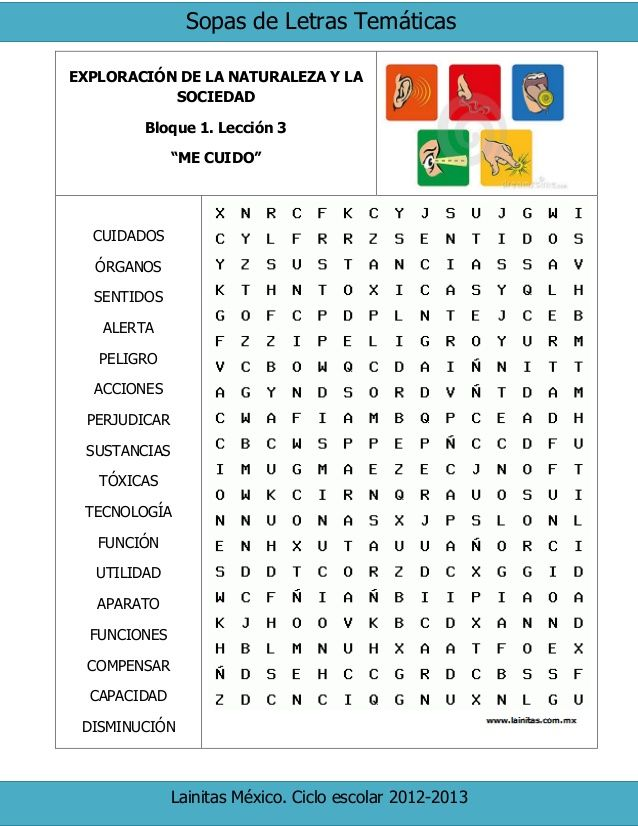 Sopas de Letras Temáticas
EXPLORACIÓN DE LA NATURALEZA Y LA
SOCIEDAD
Bloque 1. Lección 3
“ME CUIDO”
CUIDADOS
ÓRGANOS
SENTIDOS
ALERTA
PELIGRO
ACCIONES
PERJUDICAR
SUSTANCIAS
TÓXICAS
TECNOLOGÍA
FUNCIÓN
UTILIDAD
APARATO
FUNCIONES
COMPENSAR
CAPACIDAD
DISMINUCIÓN
X N R C F K C Y J S U J G W I
C Y L F R R Z S E N T I D O S
Y Z S U S T A N C I A S S A V
K T H N T O X I C A S Y Q L H
G O F C P D P L N T E J C E B
F Z Z I P E L I G R O Y U R M
V C B O W Q C D A I Ñ N I T T
A G Y N D S O R D V Ñ T D A M
C W A F I A M B Q P C E A D H
C B C W S P P E P Ñ C C D F U
I M U G M A E Z E C J N O F T
O W K C I R N Q R A U O S U I
N N U O N A S X J P S L O N L
E N H X U T A U U A Ñ O R C I
S D D T C O R Z D C X G G I D
W C F Ñ I A Ñ B I I P I A O A
K J H O O V K B C D X A N N D
H B L M N U H X A A T F O E X
Ñ D S E H C C G R D C B S S F
Z D C N C I Q G N U X N L G U
www.lainitas.com.mx
Lainitas México. Ciclo escolar 2012-2013